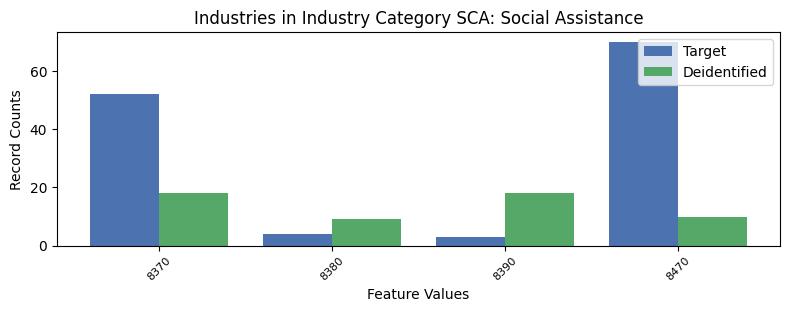 Industries in Industry Category SCA: Social Assistance
Target
Deidentified
Record Counts
60
40
20
0
8370
8380
8390
8470
Feature Values